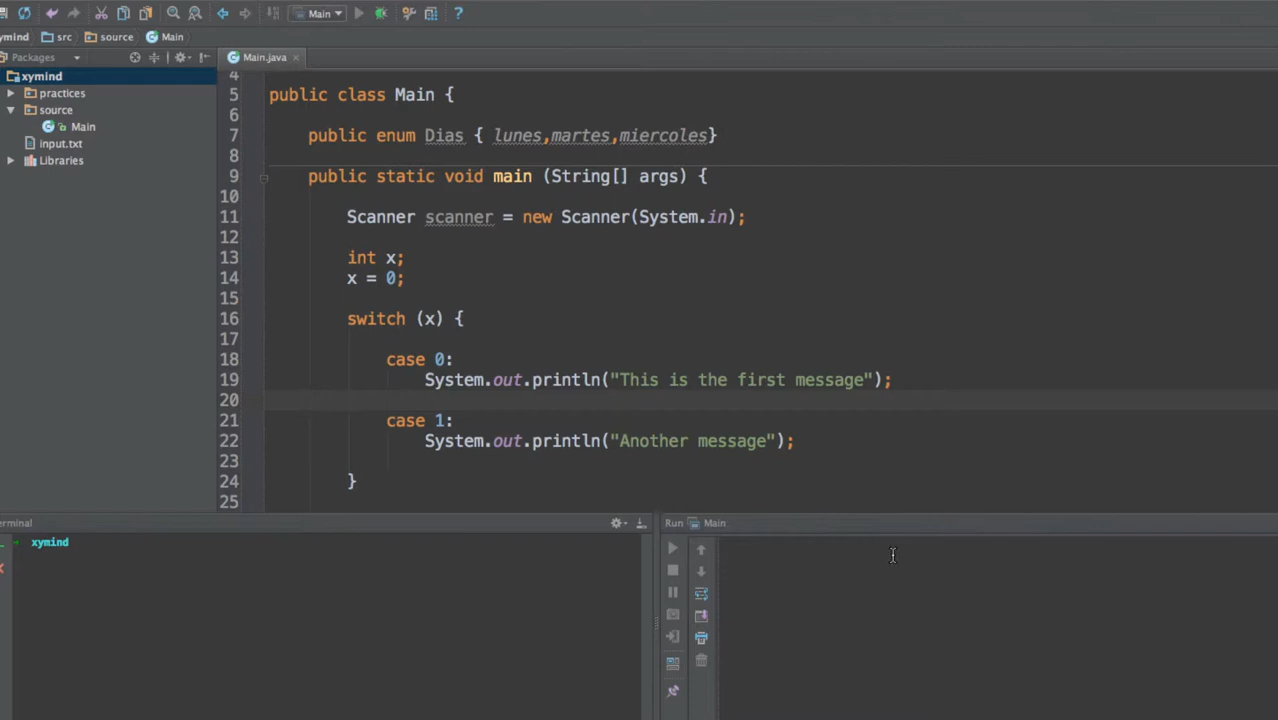 Main
ymind src source Main
Packages
Main.java
xymind
practices
source
Main
input.txt
Libraries
4
5 public class Main {
6
7 public enum Dias { lunes,martes,miercoles}
8
9 public static void main (String[] args) {
10
11 Scanner scanner = new Scanner(System.in);
12
13 int x;
14 x = 0;
15
16 switch (x) {
17
18 case 0:
19 System.out.println("This is the first message");
20
21 case 1:
22 System.out.println("Another message");
23
24 }
25
erminal
xymind
Run Main